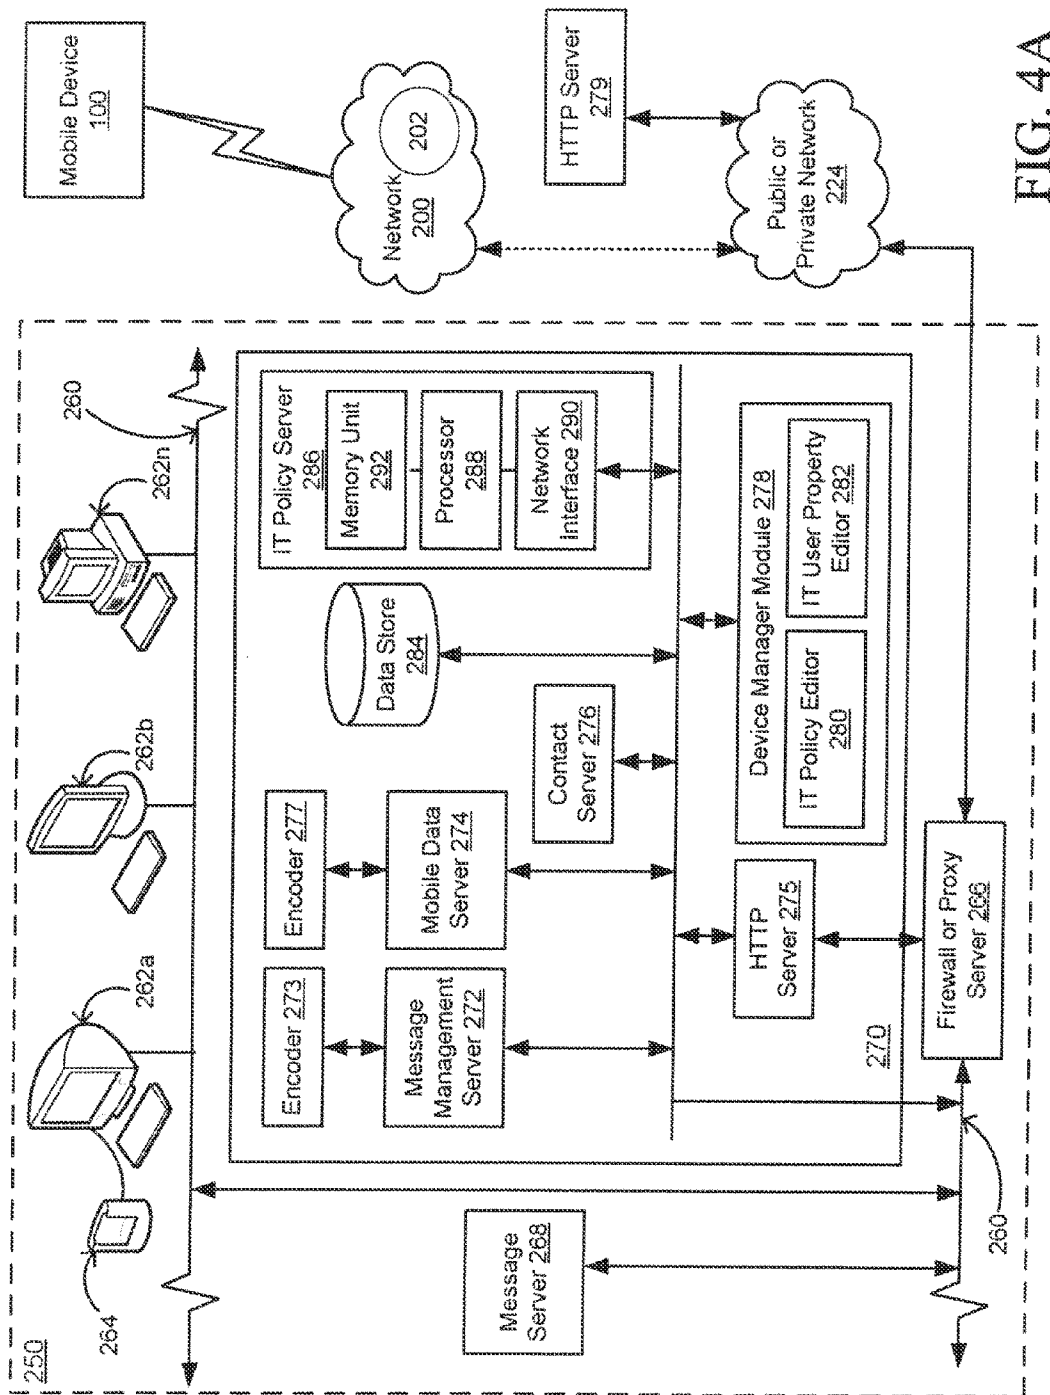 250
264
262a
262b
262n
260
Mobile Device
100
Encoder 273
Encoder 277
IT Policy Server
286
Memory Unit
292
Processor
288
Network
Interface 290
Message
Management
Server 272
Mobile Data
Server 274
Data Store
284
Network
200
202
Message
Server 268
Contact
Server 276
HTTP Server
279
HTTP
Server 275
Device Manager Module 278
IT Policy Editor
280
IT User Property
Editor 282
Public or
Private Network
224
270
260
Firewall or Proxy
Server 266
FIG. 4A